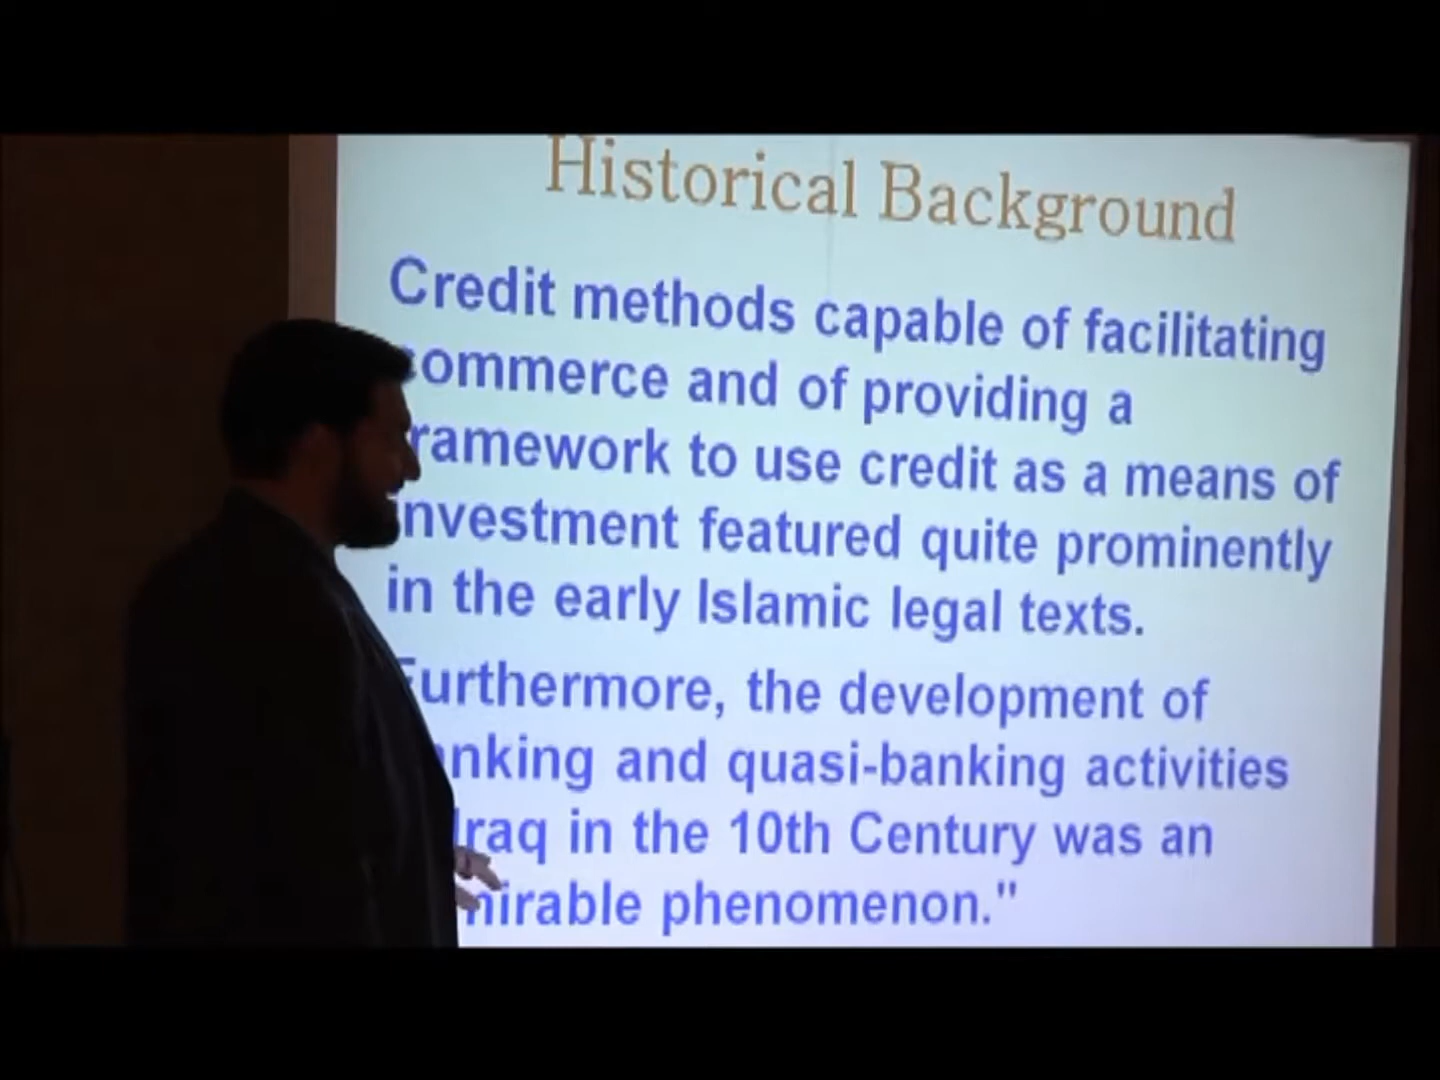 Historical Background
Credit methods capable of facilitating
commerce and of providing a
framework to use credit as a means of
investment featured quite prominently
in the early Islamic legal texts.
Furthermore, the development of
banking and quasi-banking activities
Iraq in the 10th Century was an
phenomenon."